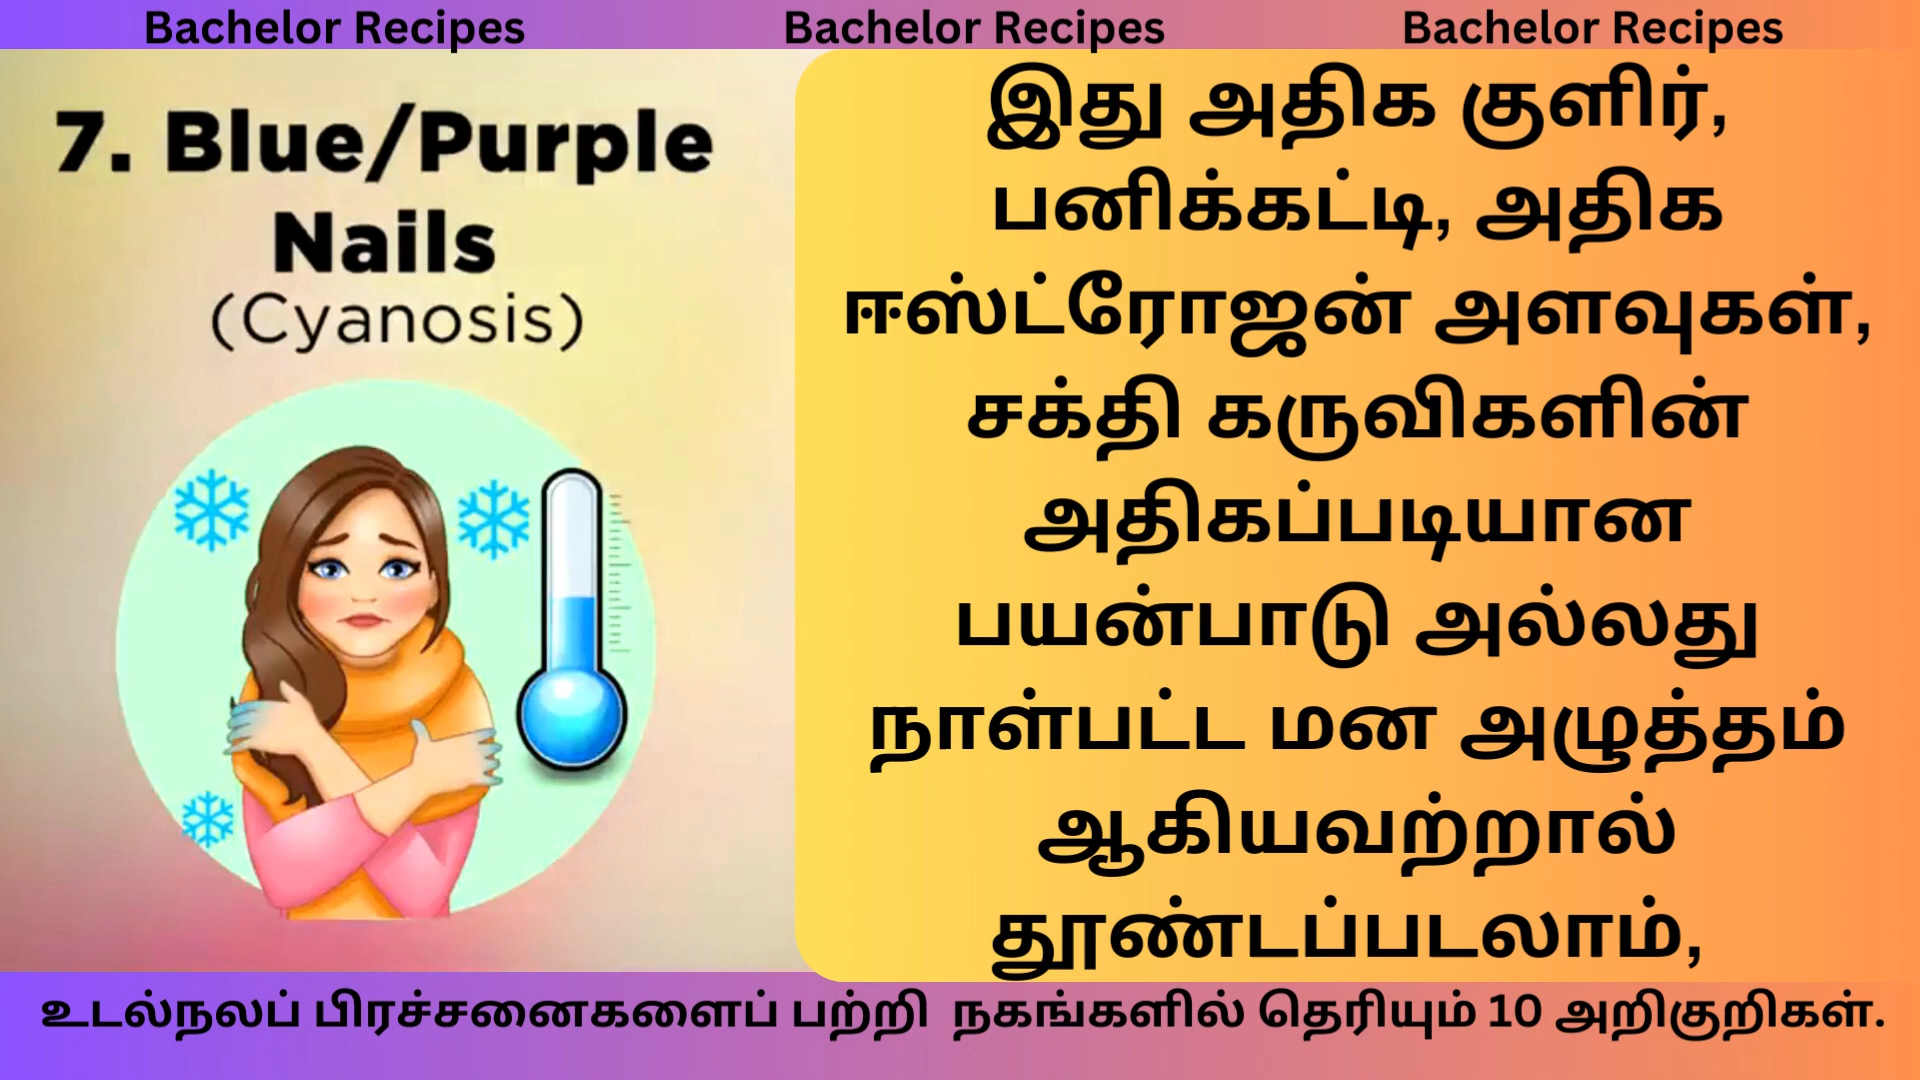 Bachelor Recipes Bachelor Recipes Bachelor Recipes
7. Blue/Purple
Nails
(Cyanosis)
இது அதிக குளிர்,
பனிக்கட்டி, அதிக
ஈஸ்ட்ரோஜன் அளவுகள்,
சக்தி கருவிகளின்
அதிகப்படியான
பயன்பாடு அல்லது
நாள்பட்ட மன அழுத்தம்
ஆகியவற்றால்
தூண்டப்படலாம்,
உடல்நலப் பிரச்சனைகளைப் பற்றி நகங்களில் தெரியும் 10 அறிகுறிகள்.